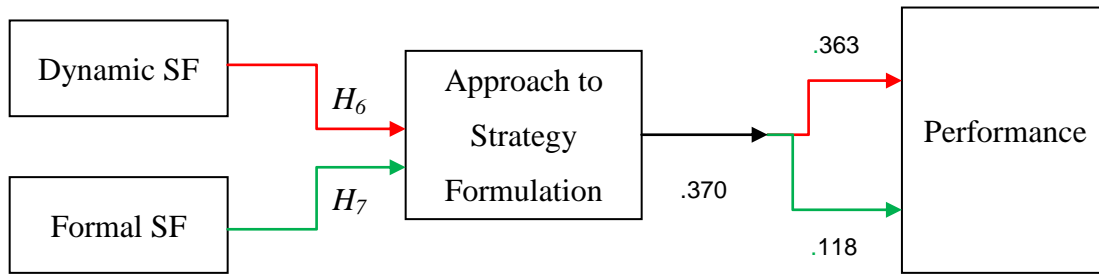 Dynamic SF
H6
Approach to
Strategy
Formulation
H7
Formal SF
.370
.363
.118
Performance